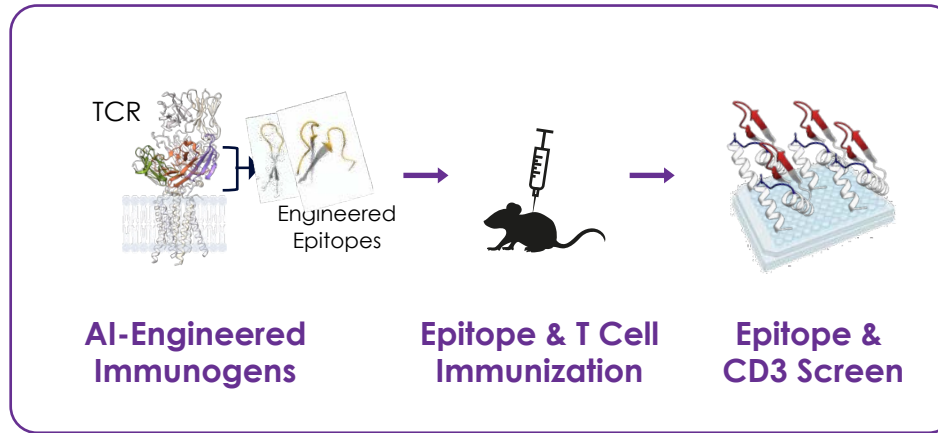 TCR
Engineered
Epitopes
AI-Engineered
Immunogens
Epitope & T Cell
Immunization
Epitope &
CD3 Screen